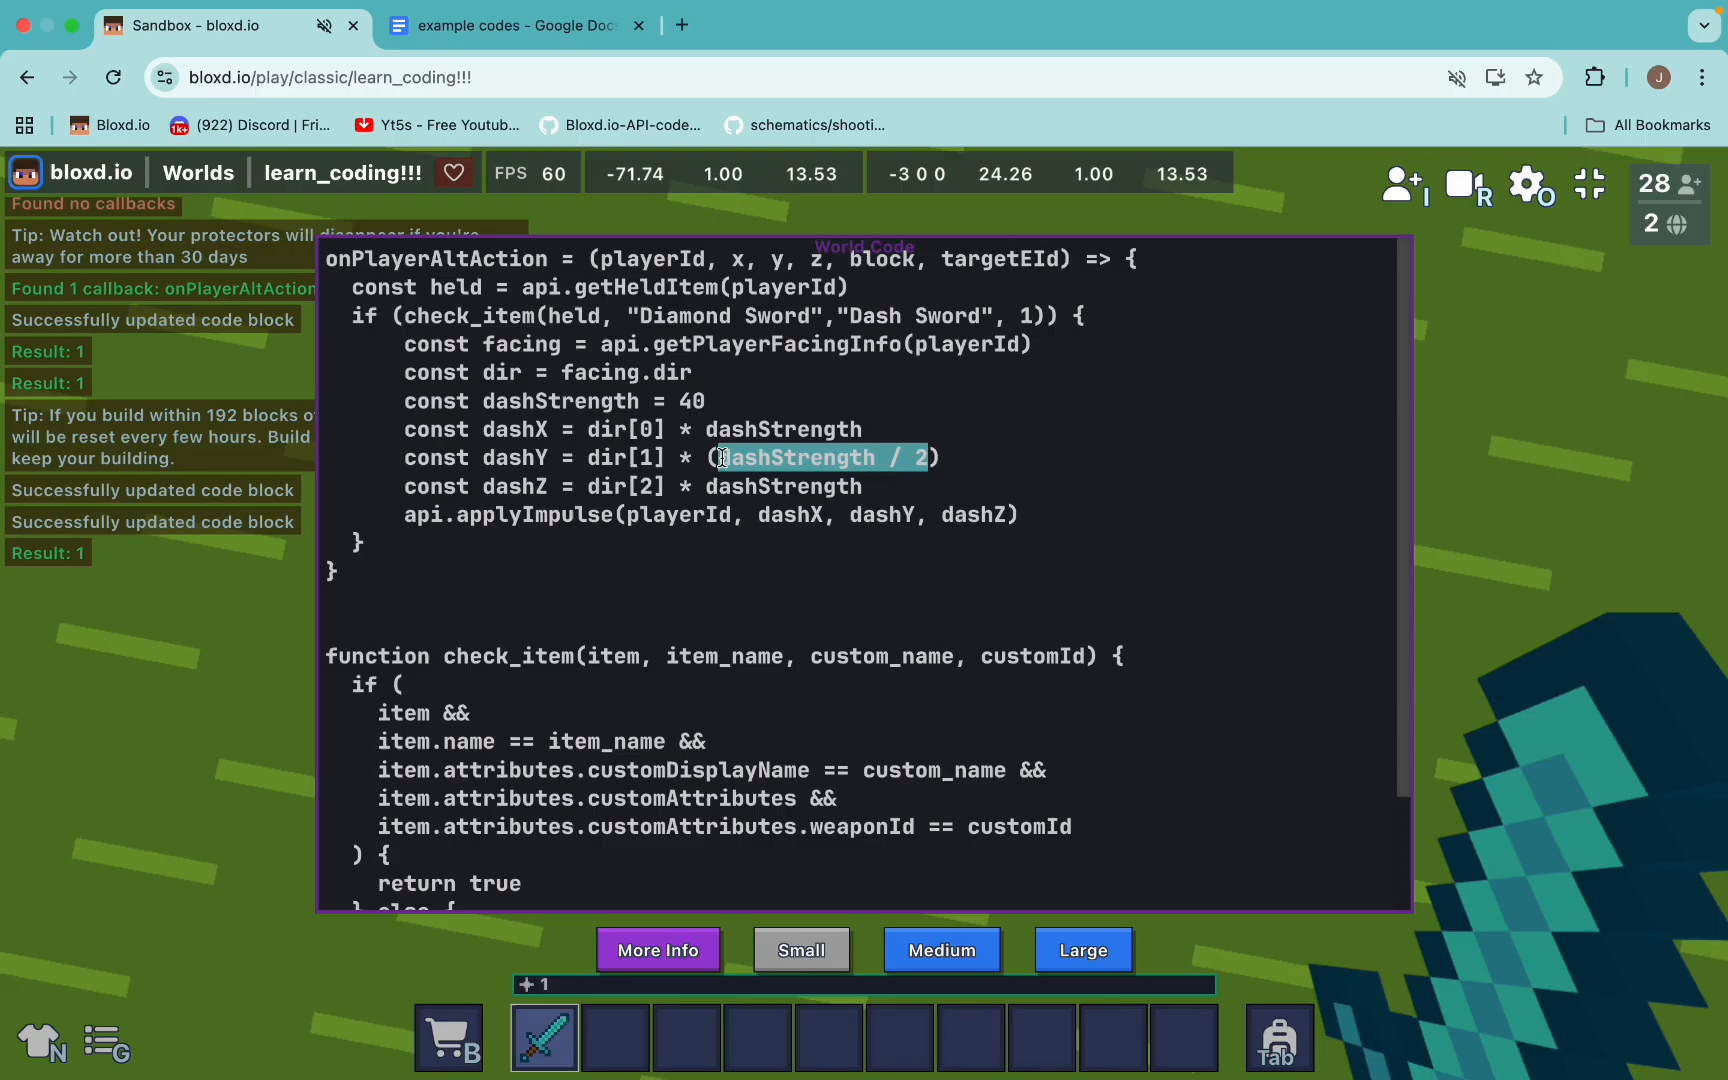 Sandbox - bloxd.io
example codes - Google Docs
bloxd.io/play/classic/learn_coding!!!
J
Bloxd.io
(922) Discord | Fri...
Yt5s - Free Youtub...
Bloxd.io-API-code...
schematics/shooti...
All Bookmarks
bloxd.io
Worlds
learn_coding!!!
FPS 60
-71.74 1.00 13.53
-3 0 0 24.26 1.00 13.53
I
R
O
28
2
Found no callbacks
Tip: Watch out! Your protectors will disappear if you're
away for more than 30 days
Found 1 callback: onPlayerAltAction
Successfully updated code block
Result: 1
Result: 1
Tip: If you build within 192 blocks of
will be reset every few hours. Build
keep your building.
Successfully updated code block
Successfully updated code block
Result: 1
World Code
onPlayerAltAction = (playerId, x, y, z, block, targetEId) => {
const held = api.getHeldItem(playerId)
if (check_item(held, "Diamond Sword","Dash Sword", 1)) {
const facing = api.getPlayerFacingInfo(playerId)
const dir = facing.dir
const dashStrength = 40
const dashX = dir[0] * dashStrength
const dashY = dir[1] * (dashStrength / 2)
const dashZ = dir[2] * dashStrength
api.applyImpulse(playerId, dashX, dashY, dashZ)
}
}
function check_item(item, item_name, custom_name, customId) {
if (
item &&
item.name == item_name &&
item.attributes.customDisplayName == custom_name &&
item.attributes.customAttributes &&
item.attributes.customAttributes.weaponId == customId
) {
return true
} else {
More Info
Small
Medium
Large
1
N
G
B
Tab